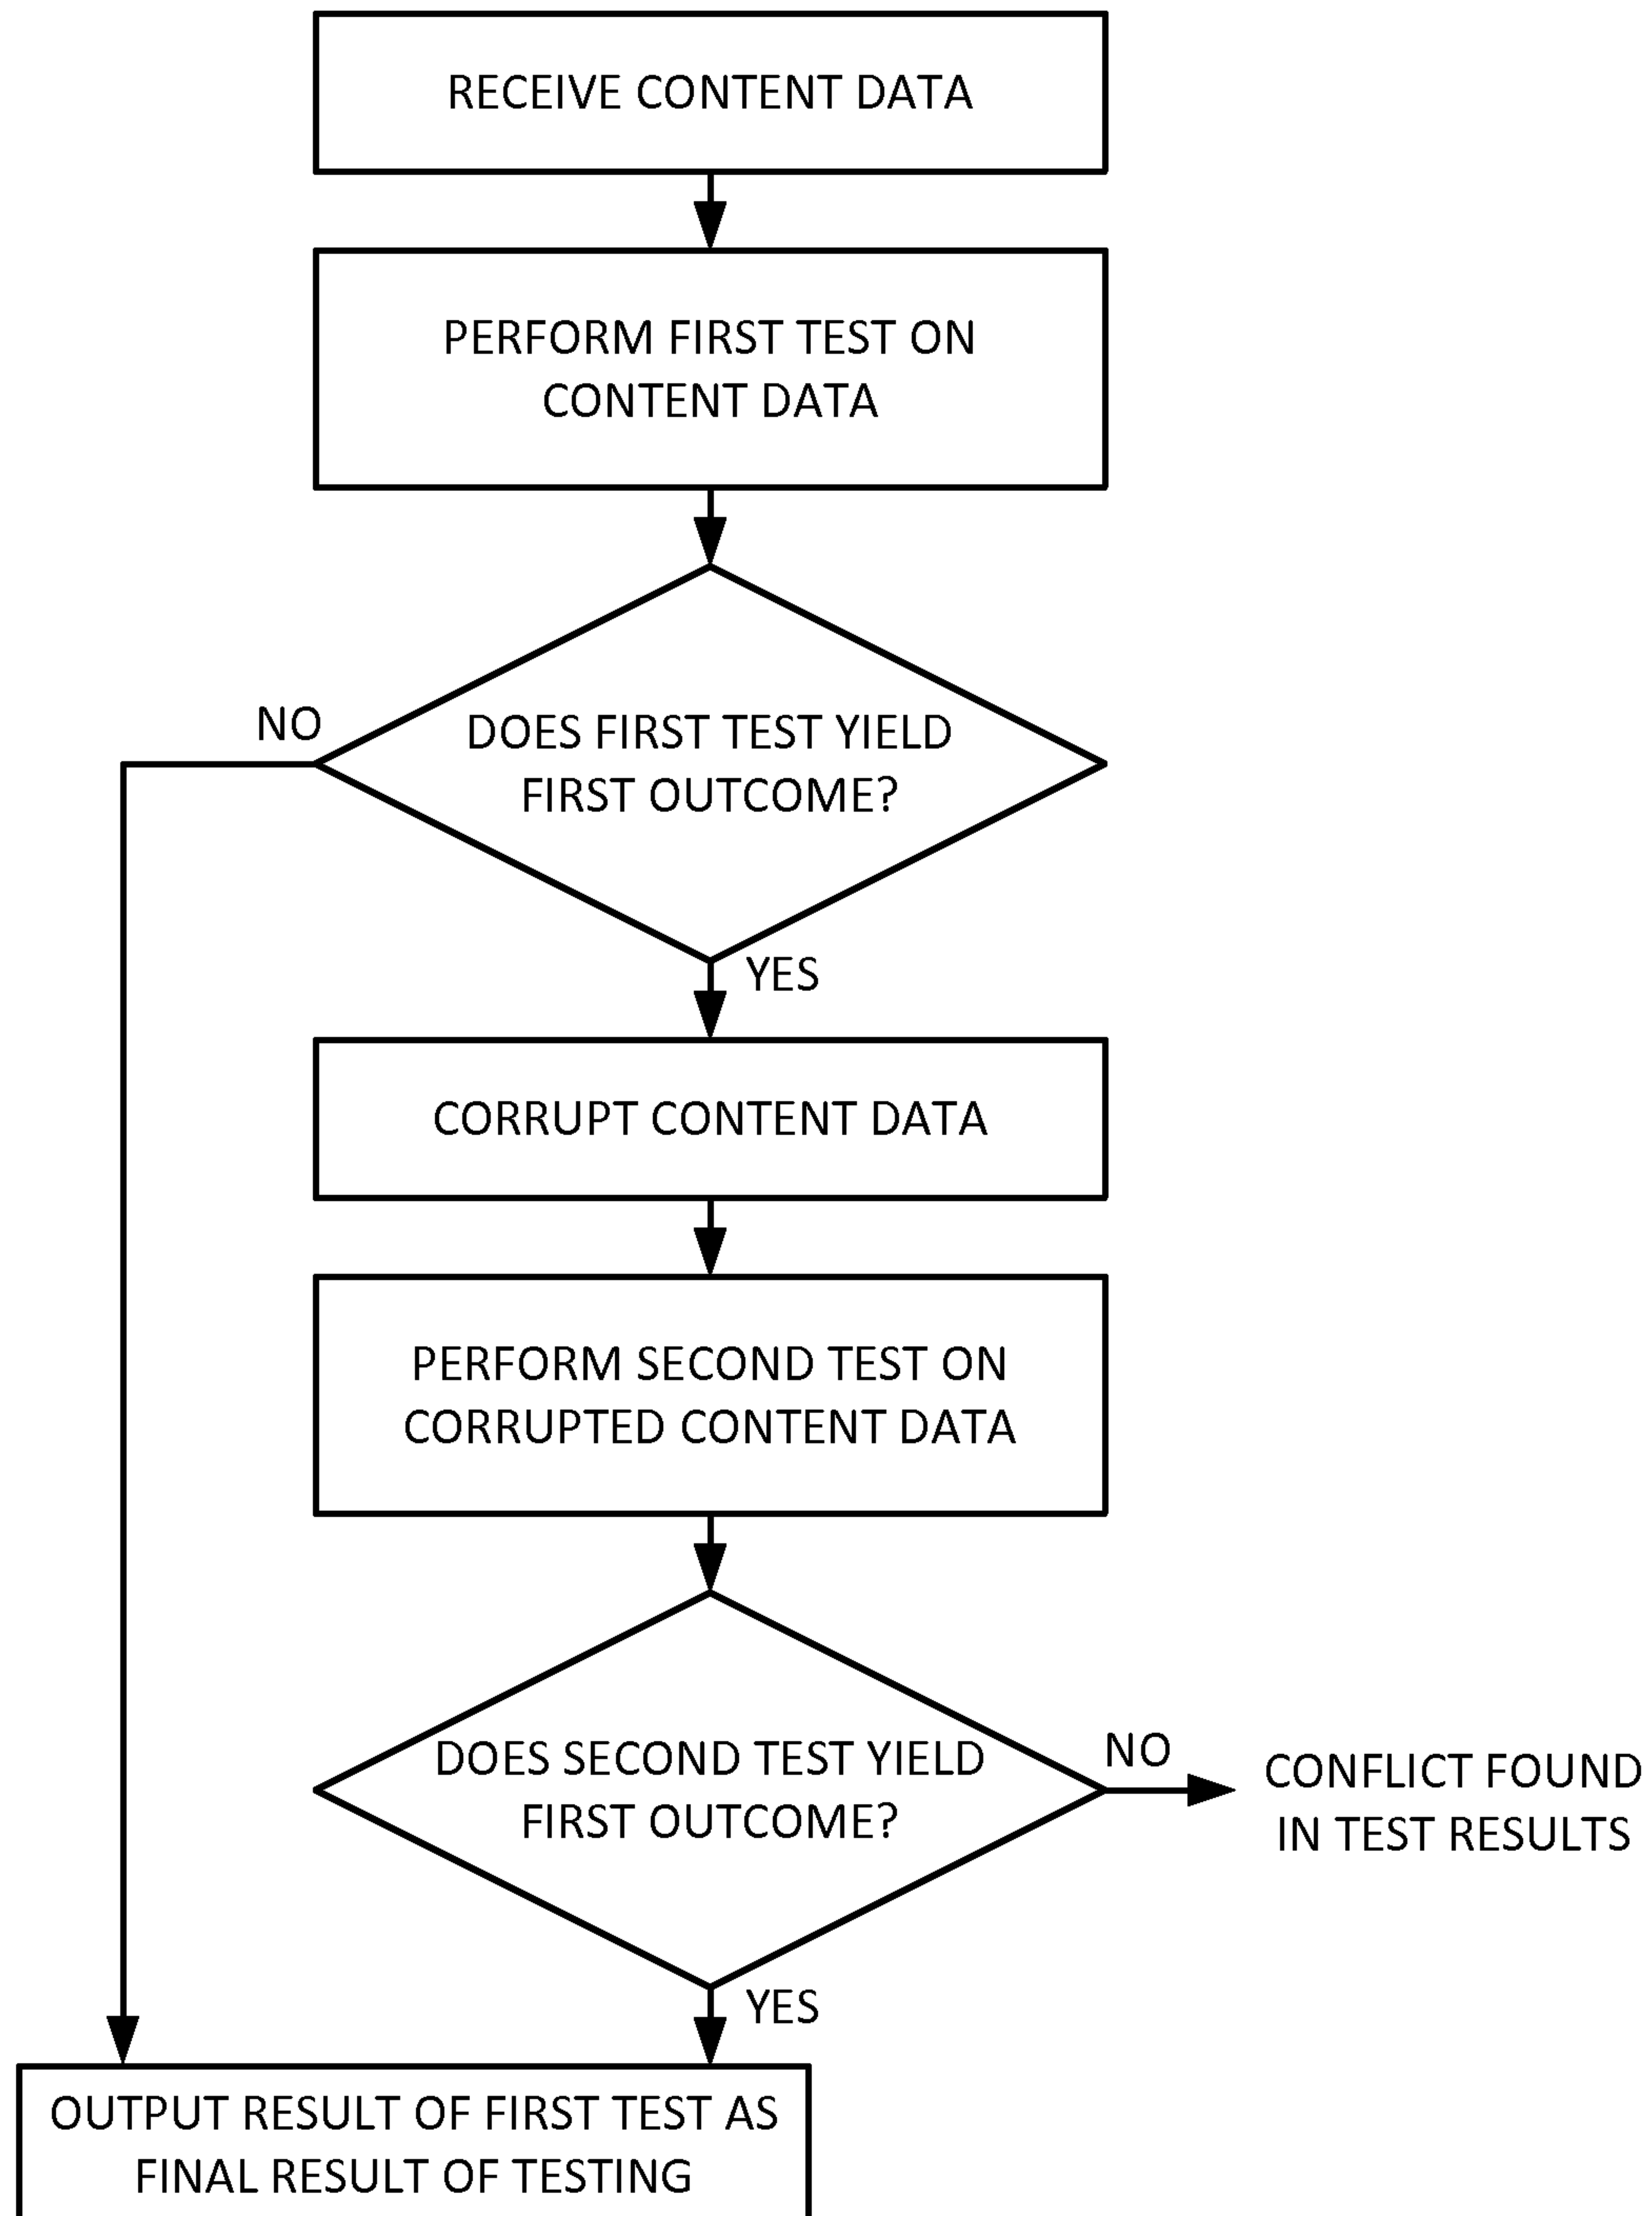 RECEIVE CONTENT DATA
PERFORM FIRST TEST ON
CONTENT DATA
DOES FIRST TEST YIELD
FIRST OUTCOME?
NO
YES
CORRUPT CONTENT DATA
PERFORM SECOND TEST ON
CORRUPTED CONTENT DATA
DOES SECOND TEST YIELD
FIRST OUTCOME?
NO
CONFLICT FOUND
IN TEST RESULTS
YES
OUTPUT RESULT OF FIRST TEST AS
FINAL RESULT OF TESTING